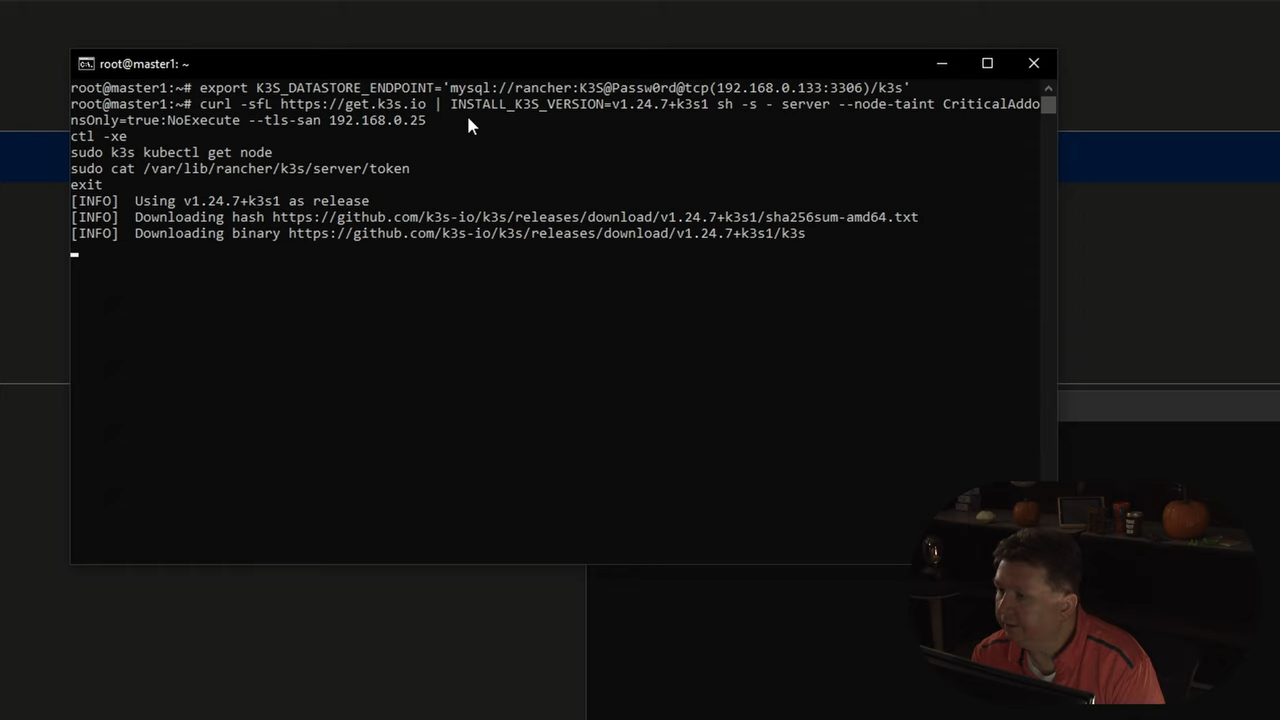 root@master1: ~
root@master1:~# export K3S_DATASTORE_ENDPOINT='mysql://rancher:K3S@Passw0rd@tcp(192.168.0.133:3306)/k3s'
root@master1:~# curl -sfL https://get.k3s.io | INSTALL_K3S_VERSION=v1.24.7+k3s1 sh -s - server --node-taint CriticalAddo
nsOnly=true:NoExecute --tls-san 192.168.0.25
ctl -xe
sudo k3s kubectl get node
sudo cat /var/lib/rancher/k3s/server/token
exit
[INFO]  Using v1.24.7+k3s1 as release
[INFO]  Downloading hash https://github.com/k3s-io/k3s/releases/download/v1.24.7+k3s1/sha256sum-amd64.txt
[INFO]  Downloading binary https://github.com/k3s-io/k3s/releases/download/v1.24.7+k3s1/k3s